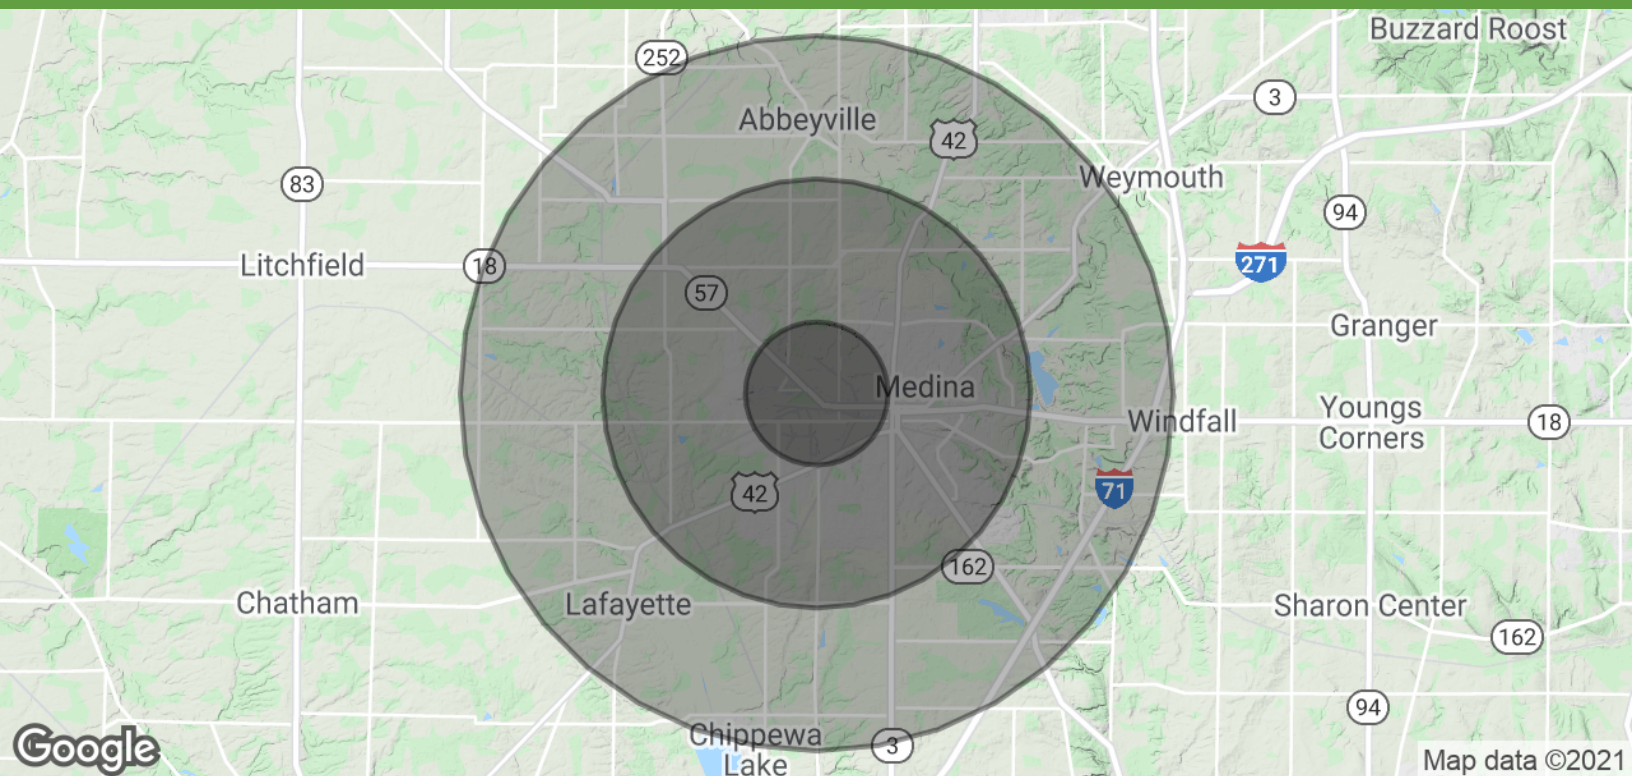 Buzzard Roost
252
3
Abbeyville
42
Weymouth
83
94
Litchfield
18
271
57
Granger
Medina
Windfall
Youngs
Corners
18
71
42
162
Chatham
Lafayette
Sharon Center
162
94
Chippewa
Lake
3
Google
Map data ©2021